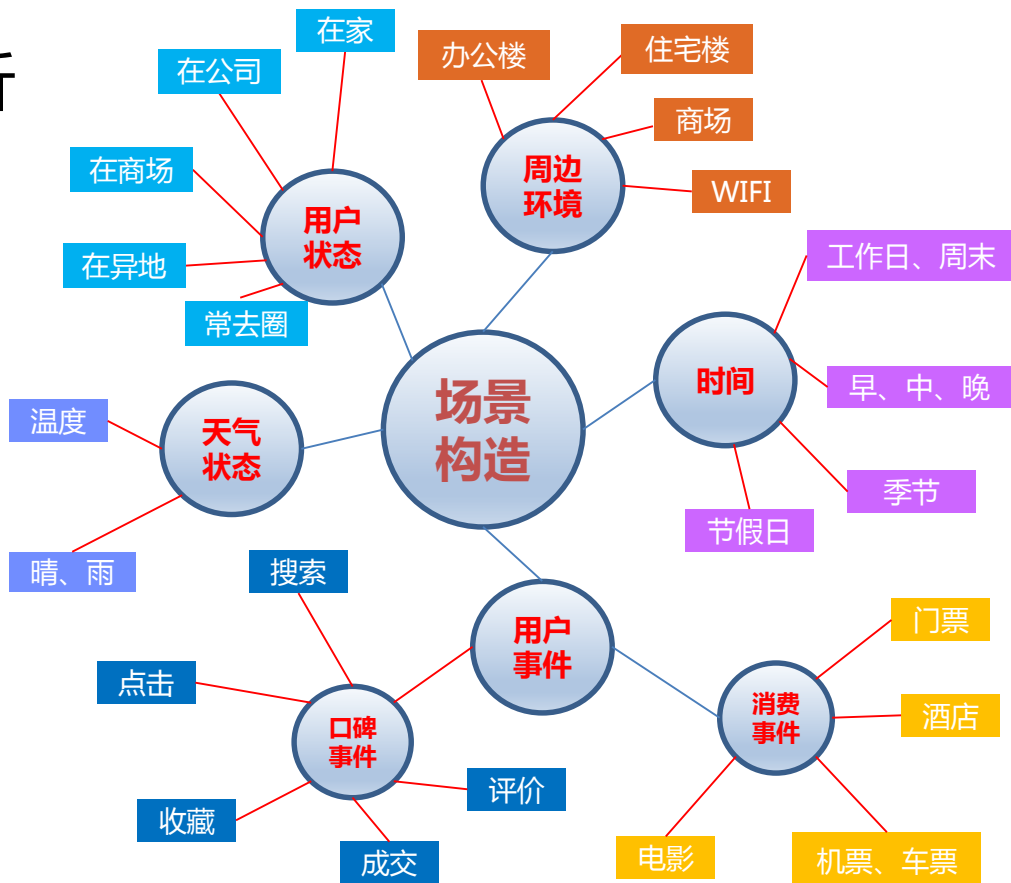 在家
办公楼
住宅楼
在公司
商场
在商场
周边
环境
WIFI
用户
状态
在异地
工作日、周末
常去圈
时间
早、中、晚
场景
构造
温度
天气
状态
季节
节假日
晴、雨
搜索
门票
用户
事件
点击
口碑
事件
消费
事件
酒店
评价
收藏
成交
电影
机票、车票